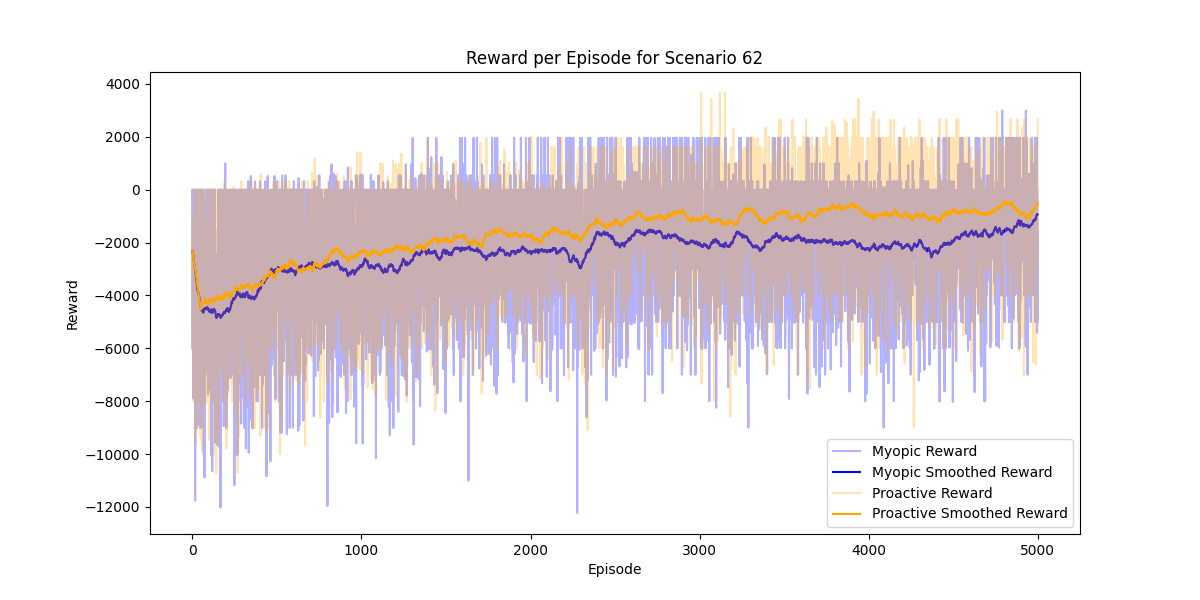 Reward per Episode for Scenario 62
4000
2000
0
−2000
−4000
−6000
−8000
−10000
−12000
Reward
0 1000 2000 3000 4000 5000
Episode
Myopic Reward
Myopic Smoothed Reward
Proactive Reward
Proactive Smoothed Reward